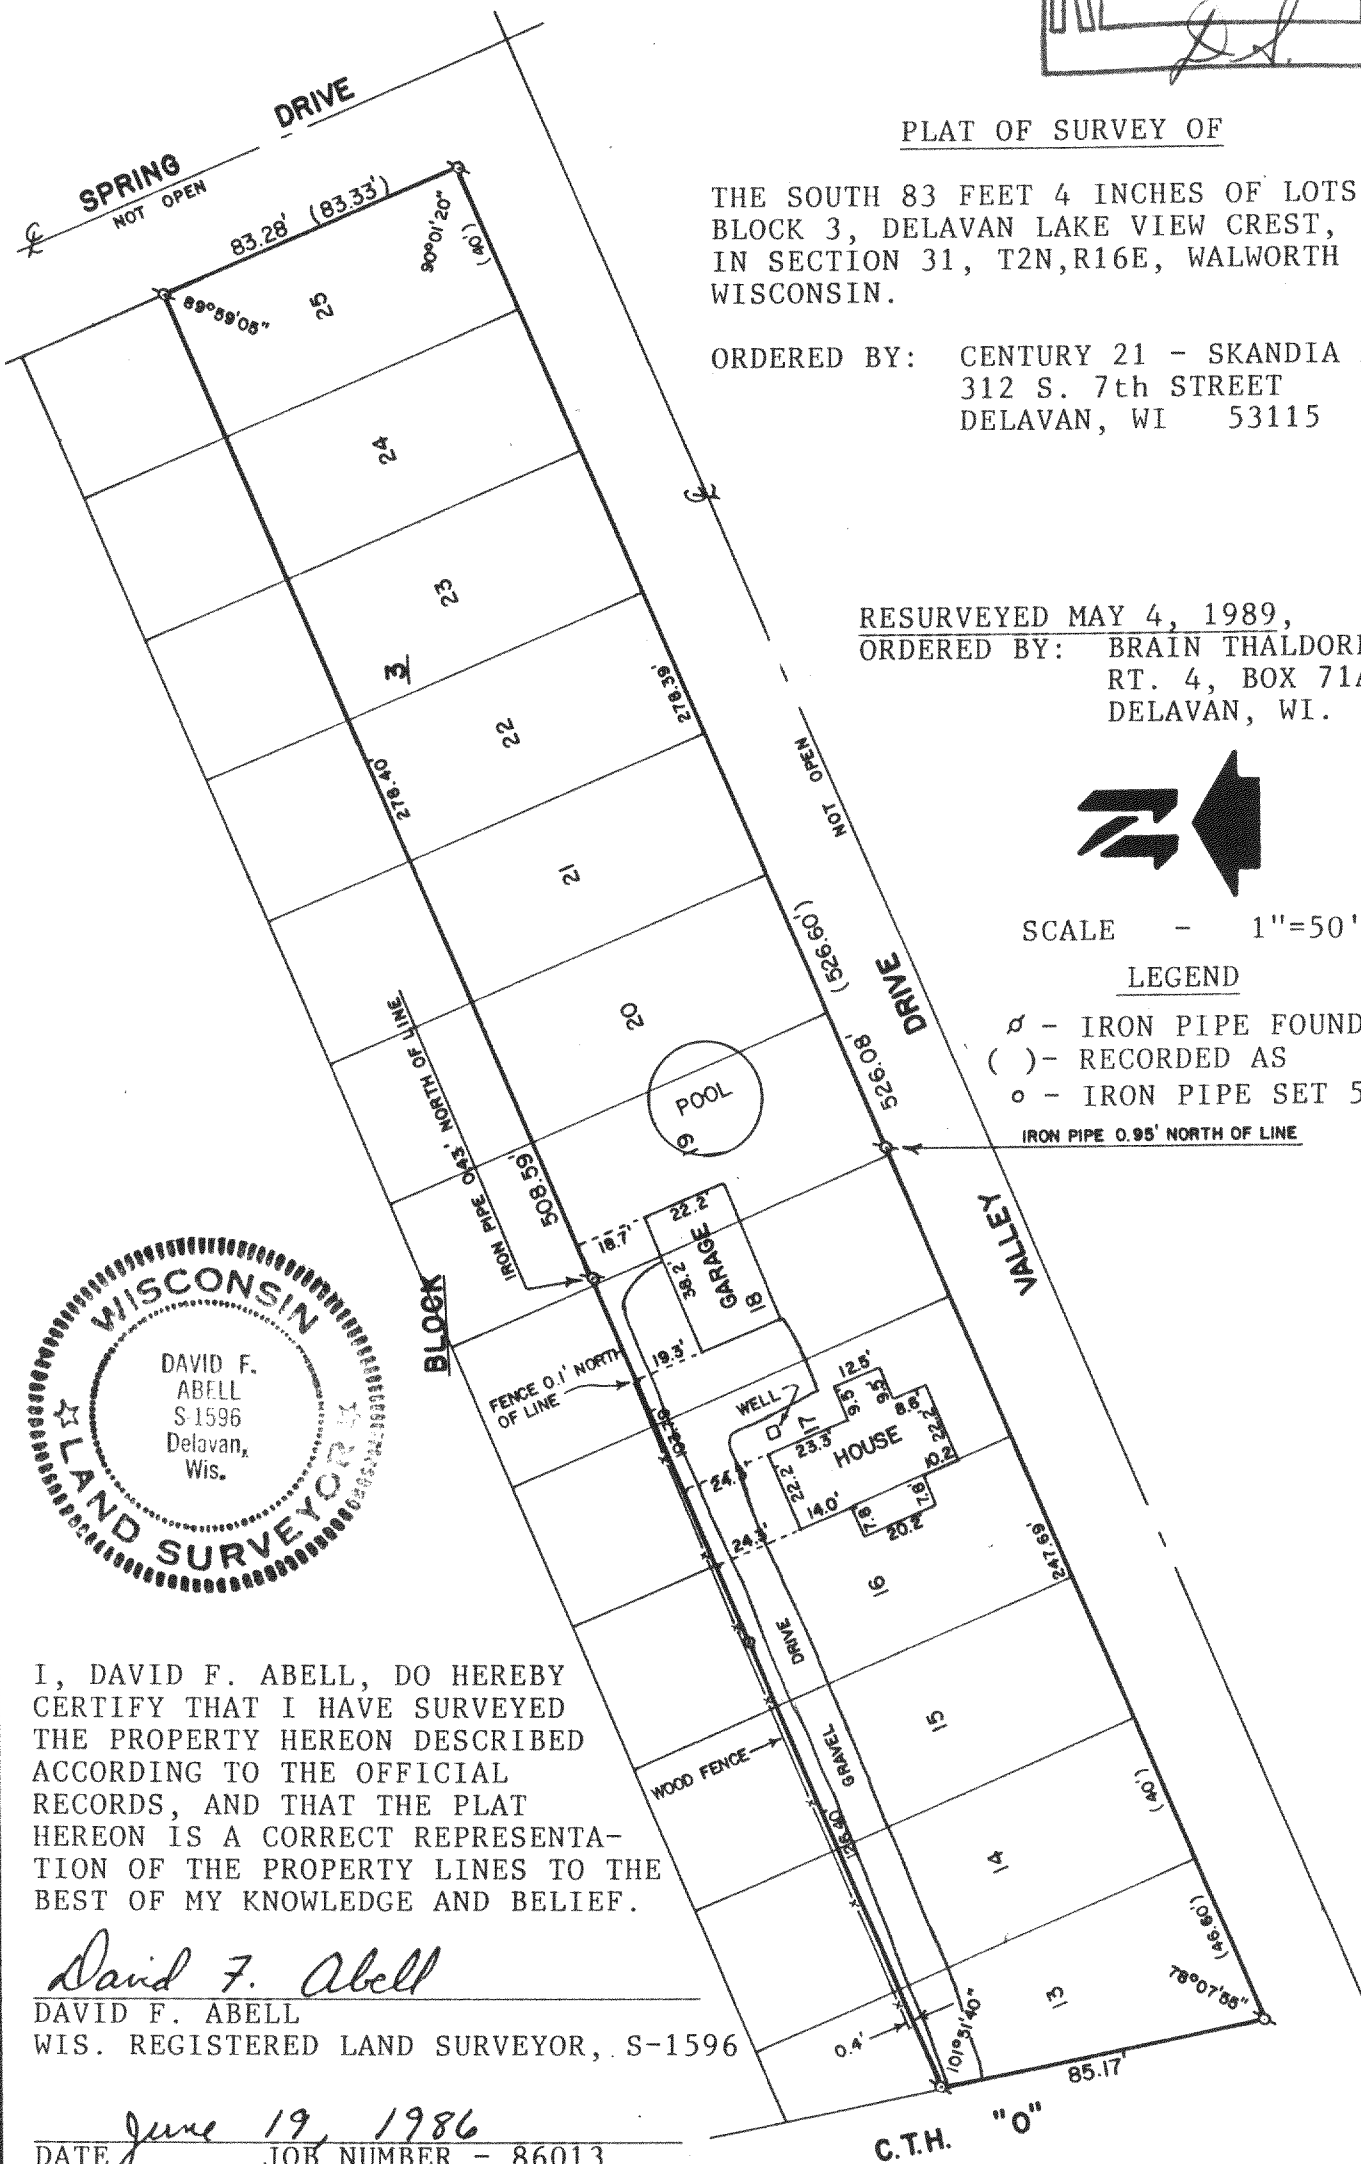 PLAT OF SURVEY OF
THE SOUTH 83 FEET 4 INCHES OF LOTS
BLOCK 3, DELAVAN LAKE VIEW CREST,
IN SECTION 31, T2N,R16E, WALWORTH
WISCONSIN.
ORDERED BY: CENTURY 21 - SKANDIA
312 S. 7th STREET
DELAVAN, WI 53115
RESURVEYED MAY 4, 1989,
ORDERED BY: BRAIN THALDORF
RT. 4, BOX 71A
DELAVAN, WI.
N
SCALE - 1"=50'
LEGEND
- IRON PIPE FOUND
( )- RECORDED AS
o - IRON PIPE SET
IRON PIPE 0.95' NORTH OF LINE
SPRING DRIVE
NOT OPEN
83.28' (83.33')
90°01'20"
(40')
89°59'05"
25
24
23
3
22
278.39'
278.40'
NOT OPEN
21
(526.60')
526.08'
DRIVE
VALLEY
20
POOL
19
IRON PIPE 0.43' NORTH OF LINE
508.59'
BLOCK
18.7'
22.2'
38.2'
GARAGE
18
19.3'
FENCE 0.1' NORTH
OF LINE
WELL
17
12.5'
9.5'
9.5'
8.6'
22.2'
23.3'
HOUSE
10.2'
22.2'
14.0'
7.8'
7.8'
20.2'
24.3'
16
247.69'
GRAVEL DRIVE
15
WOOD FENCE
(40')
14
(46.60')
13
78°07'55"
0.4'
101°51'40"
85.17'
C.T.H. "O"
WISCONSIN
LAND SURVEYOR
DAVID F.
ABELL
S-1596
Delavan,
Wis.
I, DAVID F. ABELL, DO HEREBY
CERTIFY THAT I HAVE SURVEYED
THE PROPERTY HEREON DESCRIBED
ACCORDING TO THE OFFICIAL
RECORDS, AND THAT THE PLAT
HEREON IS A CORRECT REPRESENTA-
TION OF THE PROPERTY LINES TO THE
BEST OF MY KNOWLEDGE AND BELIEF.
David F. Abell
DAVID F. ABELL
WIS. REGISTERED LAND SURVEYOR, S-1596
June 19, 1986
DATE JOB NUMBER - 86013